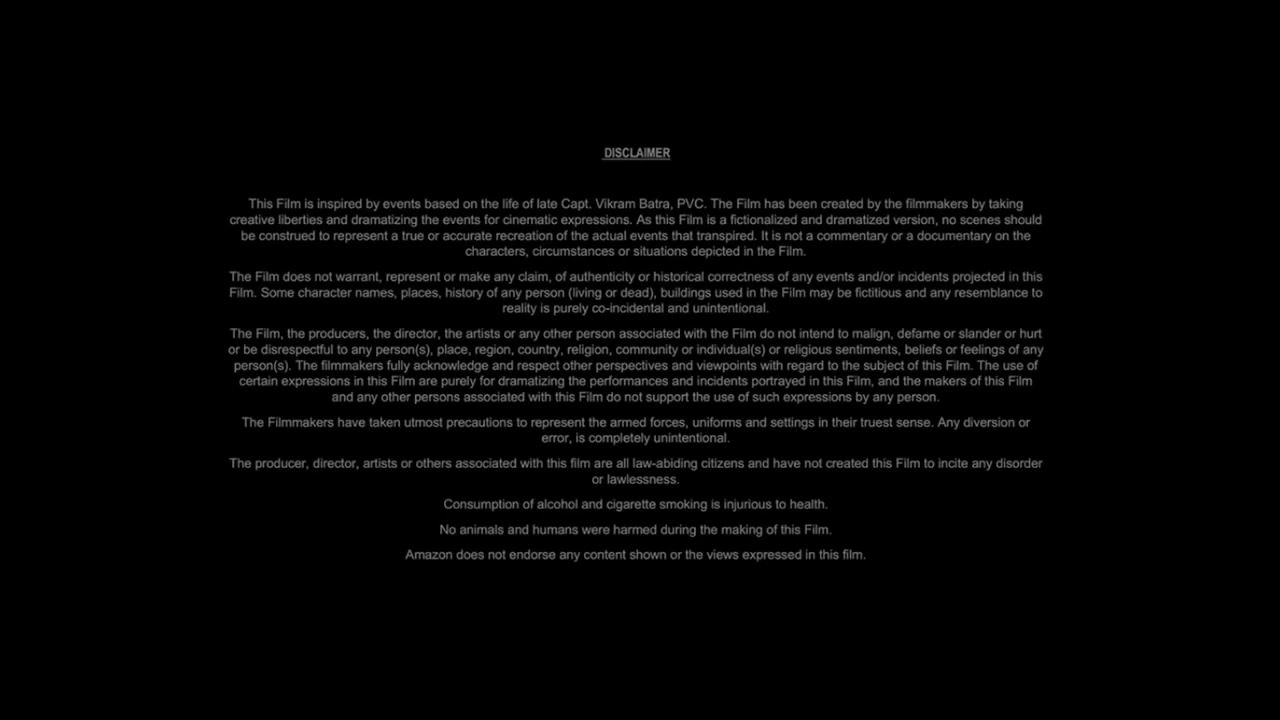 DISCLAIMER
This Film is inspired by events based on the life of late Capt. Vikram Batra, PVC. The Film has been created by the filmmakers by taking
creative liberties and dramatizing the events for cinematic expressions. As this Film is a fictionalized and dramatized version, no scenes should
be construed to represent a true or accurate recreation of the actual events that transpired. It is not a commentary or a documentary on the
characters, circumstances or situations depicted in the Film.
The Film does not warrant, represent or make any claim, of authenticity or historical correctness of any events and/or incidents projected in this
Film. Some character names, places, history of any person (living or dead), buildings used in the Film may be fictitious and any resemblance to
reality is purely co-incidental and unintentional.
The Film, the producers, the director, the artists or any other person associated with the Film do not intend to malign, defame or slander or hurt
or be disrespectful to any person(s), place, region, country, religion, community or individual(s) or religious sentiments, beliefs or feelings of any
person(s). The filmmakers fully acknowledge and respect other perspectives and viewpoints with regard to the subject of this Film. The use of
certain expressions in this Film are purely for dramatizing the performances and incidents portrayed in this Film, and the makers of this Film
and any other persons associated with this Film do not support the use of such expressions by any person.
The Filmmakers have taken utmost precautions to represent the armed forces, uniforms and settings in their truest sense. Any diversion or
error, is completely unintentional.
The producer, director, artists or others associated with this film are all law-abiding citizens and have not created this Film to incite any disorder
or lawlessness.
Consumption of alcohol and cigarette smoking is injurious to health.
No animals and humans were harmed during the making of this Film.
Amazon does not endorse any content shown or the views expressed in this film.